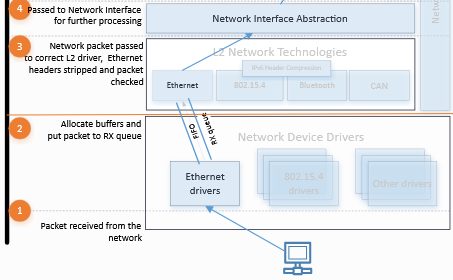 4 Passed to Network Interface
for further processing
Network Interface Abstraction
Netwo
3 Network packet passed
to correct L2 driver, Ethernet
headers stripped and packet
checked
L2 Network Technologies
IPv6 Header Compression
Ethernet
802.15.4
Bluetooth
CAN
2 Allocate buffers and
put packet to RX queue
FIFO
RX queue
Network Device Drivers
Ethernet
drivers
802.15.4
drivers
Other drivers
1
Packet received from the
network